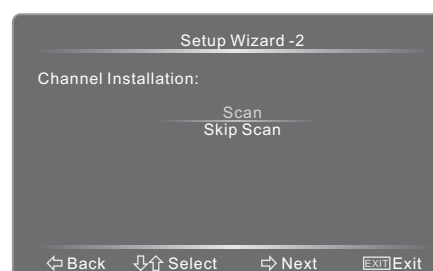 Setup Wizard -2
Channel Installation:
Scan
Skip Scan
Back Select Next EXIT Exit